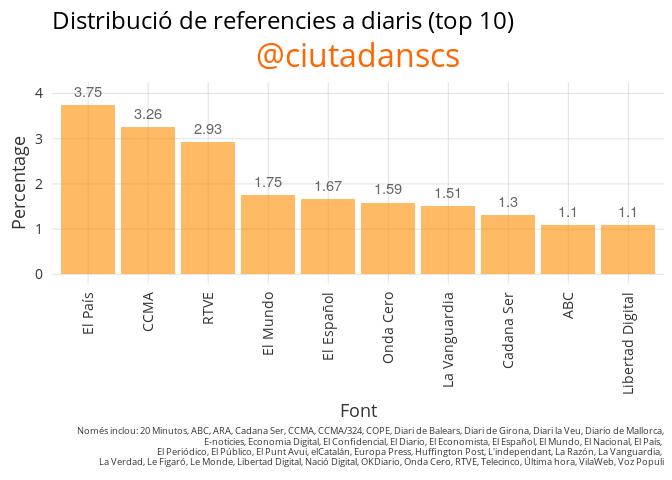 Distribució de referencies a diaris (top 10)
@ciutadanscs
Percentage
4
3
2
1
0
3.75
3.26
2.93
1.75
1.67
1.59
1.51
1.3
1.1
1.1
El País
CCMA
RTVE
El Mundo
El Español
Onda Cero
La Vanguardia
Cadana Ser
ABC
Libertad Digital
Font
Només inclou: 20 Minutos, ABC, ARA, Cadana Ser, CCMA, CCMA/324, COPE, Diari de Balears, Diari de Girona, Diari la Veu, Diario de Mallorca,
E-noticies, Economia Digital, El Confidencial, El Diario, El Economista, El Español, El Mundo, El Nacional, El País,
El Periódico, El Público, El Punt Avui, elCatalán, Europa Press, Huffington Post, L'independant, La Razón, La Vanguardia,
La Verdad, Le Figaró, Le Monde, Libertad Digital, Nació Digital, OKDiario, Onda Cero, RTVE, Telecinco, Última hora, VilaWeb, Voz Populi